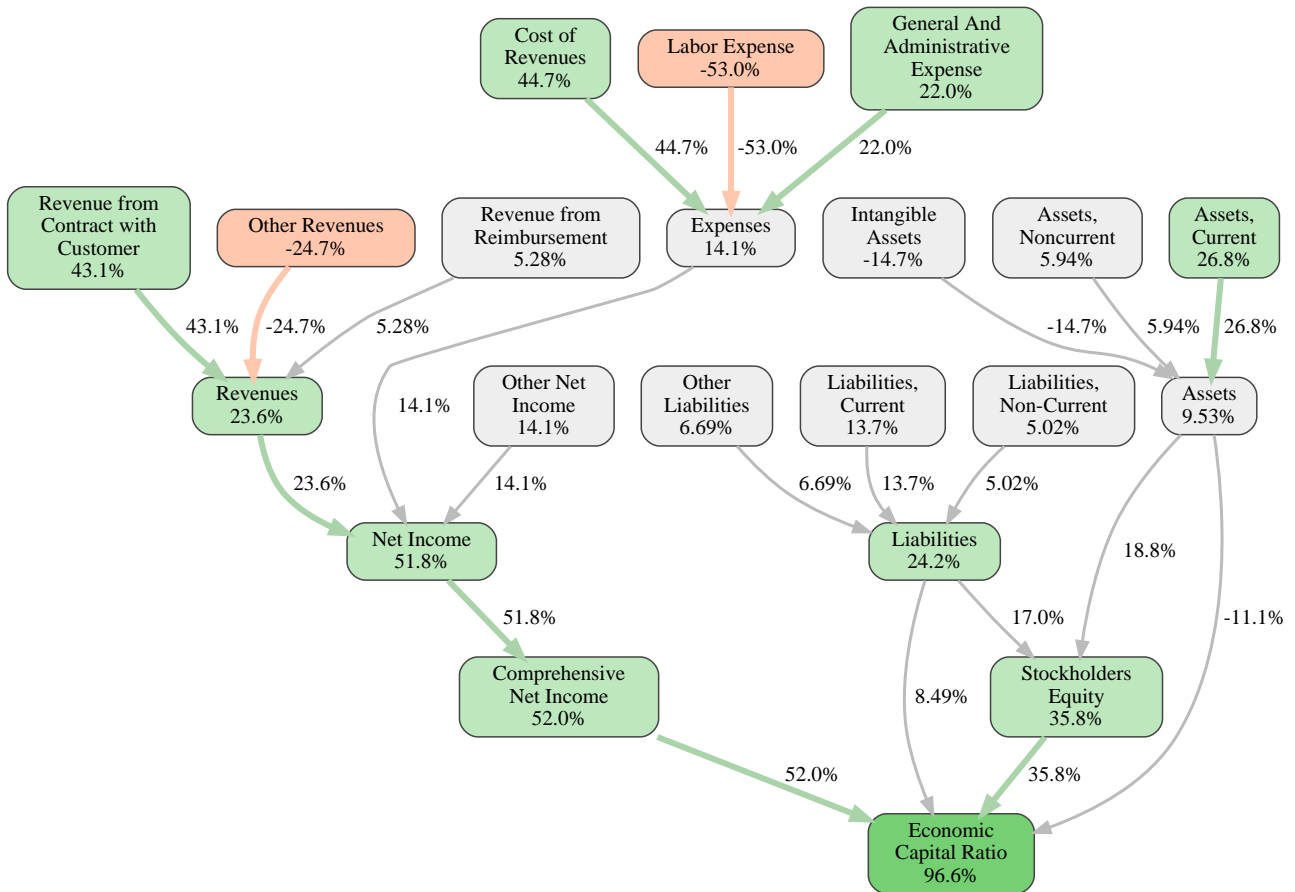 Cost of
Revenues
44.7%
Labor Expense
-53.0%
General And
Administrative
Expense
22.0%
44.7%
-53.0%
22.0%
Revenue from
Contract with
Customer
43.1%
Other Revenues
-24.7%
Revenue from
Reimbursement
5.28%
Expenses
14.1%
Intangible
Assets
-14.7%
Assets,
Noncurrent
5.94%
Assets,
Current
26.8%
43.1%
-24.7%
5.28%
-14.7%
5.94%
26.8%
Revenues
23.6%
14.1%
Other Net
Income
14.1%
Other
Liabilities
6.69%
Liabilities,
Current
13.7%
Liabilities,
Non-Current
5.02%
Assets
9.53%
23.6%
14.1%
6.69%
13.7%
5.02%
Net Income
51.8%
Liabilities
24.2%
18.8%
51.8%
17.0%
-11.1%
Comprehensive
Net Income
52.0%
8.49%
Stockholders
Equity
35.8%
52.0%
35.8%
Economic
Capital Ratio
96.6%